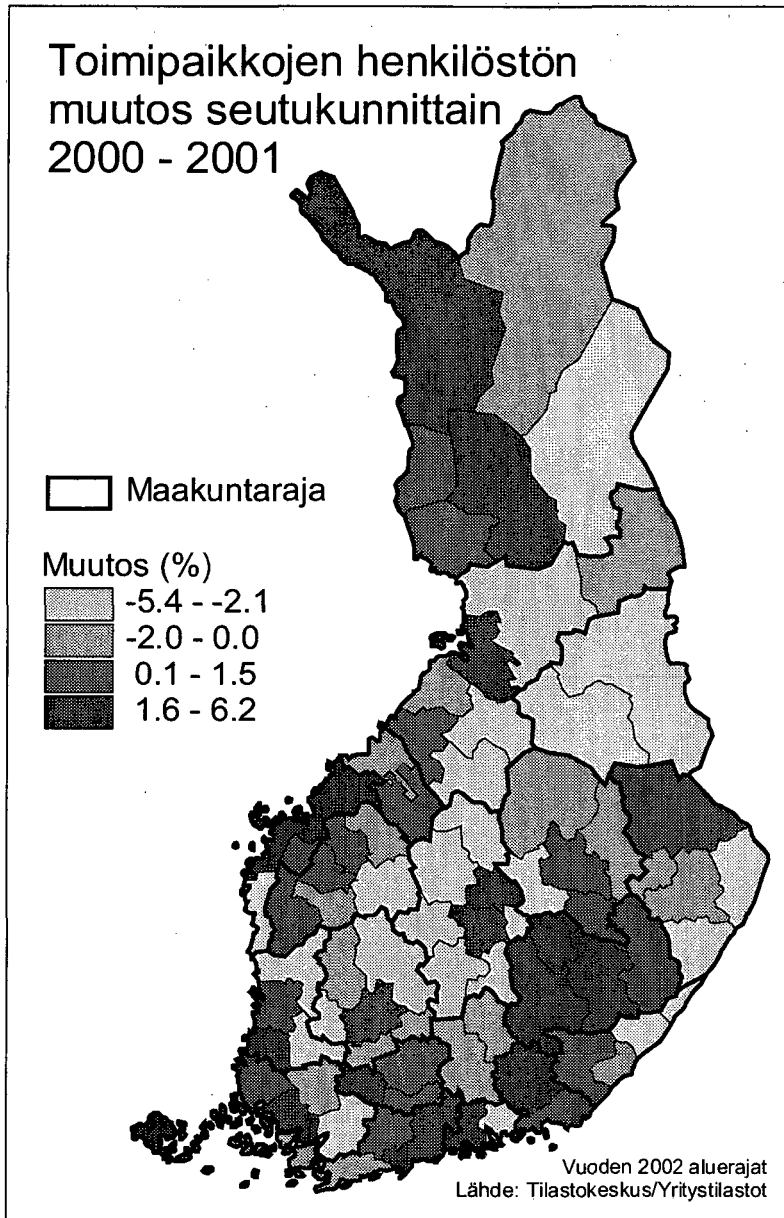 Toimipaikkojen henkilöstön
muutos seutukunnittain
2000 - 2001
Maakuntaraja
Muutos (%)
-5.4 - -2.1
-2.0 - 0.0
0.1 - 1.5
1.6 - 6.2
Vuoden 2002 aluerajat
Lähde: Tilastokeskus/Yritystilastot